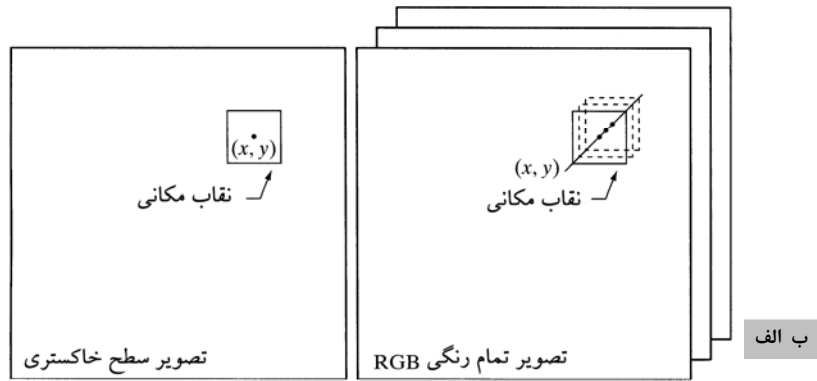 (x, y)
نقاب مکانی
تصویر سطح خاکستری
(x, y)
نقاب مکانی
تصویر تمام رنگی RGB
ب الف